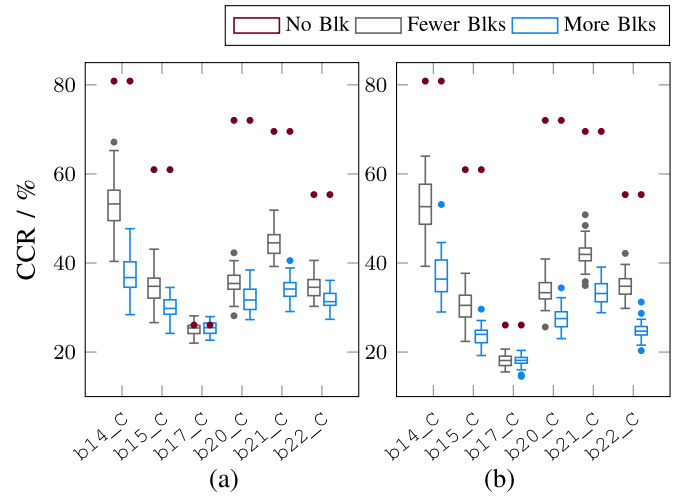 No Blk Fewer Blks More Blks
CCR / %
80
60
40
20
b14_C b15_C b17_C b20_C b21_C b22_C
(a)
80
60
40
20
b14_C b15_C b17_C b20_C b21_C b22_C
(b)